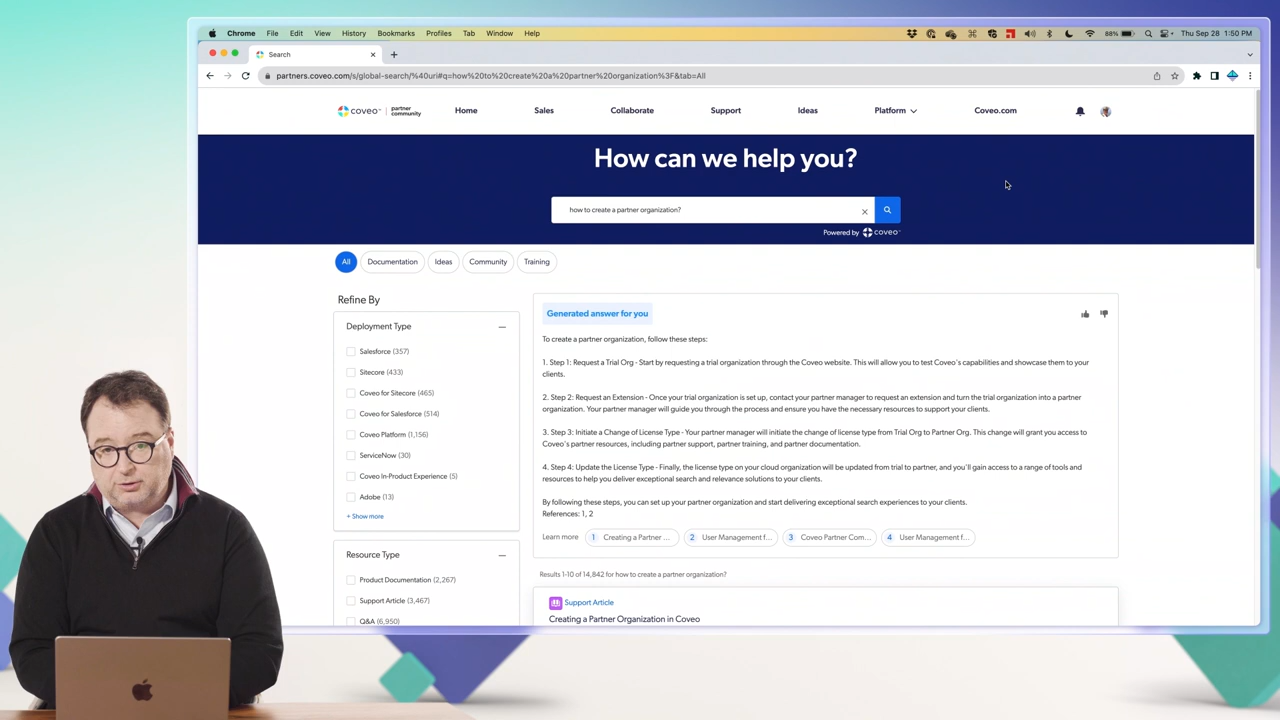 Chrome File Edit View History Bookmarks Profiles Tab Window Help 88% Thu Sep 28 1:50 PM
Search
partners.coveo.com/s/global-search/%40uri#q=how%20to%20create%20a%20partner%20organization%3F&tab=All
coveo™ partner community Home Sales Collaborate Support Ideas Platform Coveo.com
How can we help you?
how to create a partner organization?
Powered by coveo™
All Documentation Ideas Community Training
Refine By
Deployment Type
Salesforce (357)
Sitecore (433)
Coveo for Sitecore (465)
Coveo for Salesforce (514)
Coveo Platform (1,156)
ServiceNow (30)
Coveo In-Product Experience (5)
Adobe (13)
+ Show more
Resource Type
Product Documentation (2,267)
Support Article (3,467)
Q&A (6,950)
Generated answer for you
To create a partner organization, follow these steps:
1. Step 1: Request a Trial Org - Start by requesting a trial organization through the Coveo website. This will allow you to test Coveo's capabilities and showcase them to your
clients.
2. Step 2: Request an Extension - Once your trial organization is set up, contact your partner manager to request an extension and turn the trial organization into a partner
organization. Your partner manager will guide you through the process and ensure you have the necessary resources to support your clients.
3. Step 3: Initiate a Change of License Type - Your partner manager will initiate the change of license type from Trial Org to Partner Org. This change will grant you access to
Coveo's partner resources, including partner support, partner training, and partner documentation.
4. Step 4: Update the License Type - Finally, the license type on your cloud organization will be updated from trial to partner, and you'll gain access to a range of tools and
resources to help you deliver exceptional search and relevance solutions to your clients.
By following these steps, you can set up your partner organization and start delivering exceptional search experiences to your clients.
References: 1, 2
Learn more 1 Creating a Partner ... 2 User Management f... 3 Coveo Partner Com... 4 User Management f...
Results 1-10 of 14,842 for how to create a partner organization?
Support Article
Creating a Partner Organization in Coveo